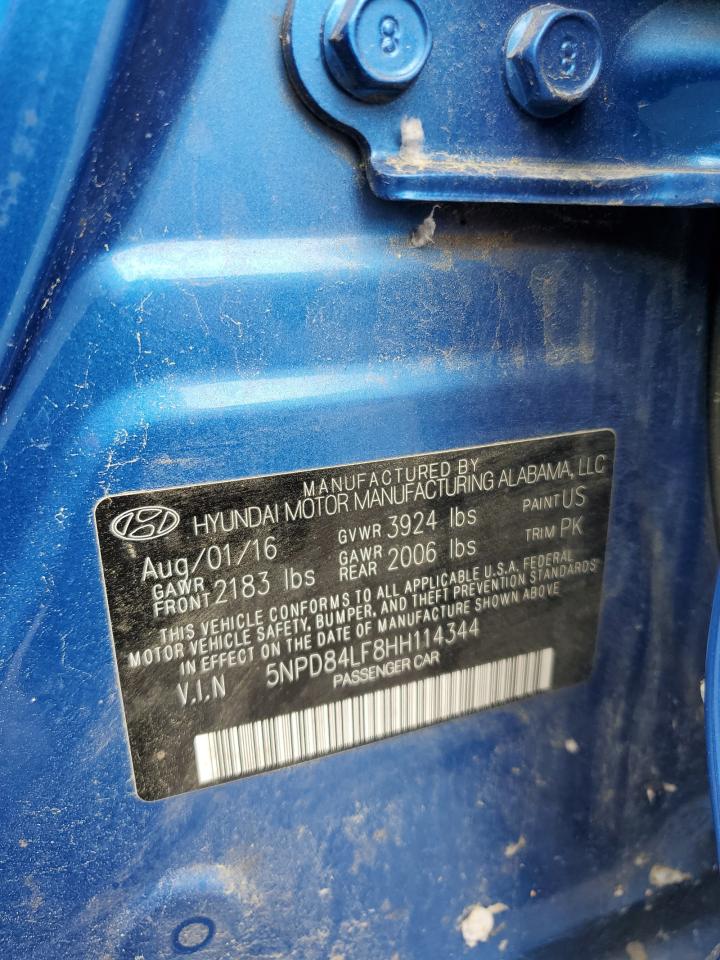 8
8
MANUFACTURED BY
HYUNDAI MOTOR MANUFACTURING ALABAMA, LLC
Aug/01/16 GVWR 3924 lbs PAINT US
GAWR FRONT 2183 lbs GAWR REAR 2006 lbs TRIM PK
THIS VEHICLE CONFORMS TO ALL APPLICABLE U.S.A. FEDERAL
MOTOR VEHICLE SAFETY, BUMPER, AND THEFT PREVENTION STANDARDS
IN EFFECT ON THE DATE OF MANUFACTURE SHOWN ABOVE
V.I.N 5NPD84LF8HH114344
PASSENGER CAR